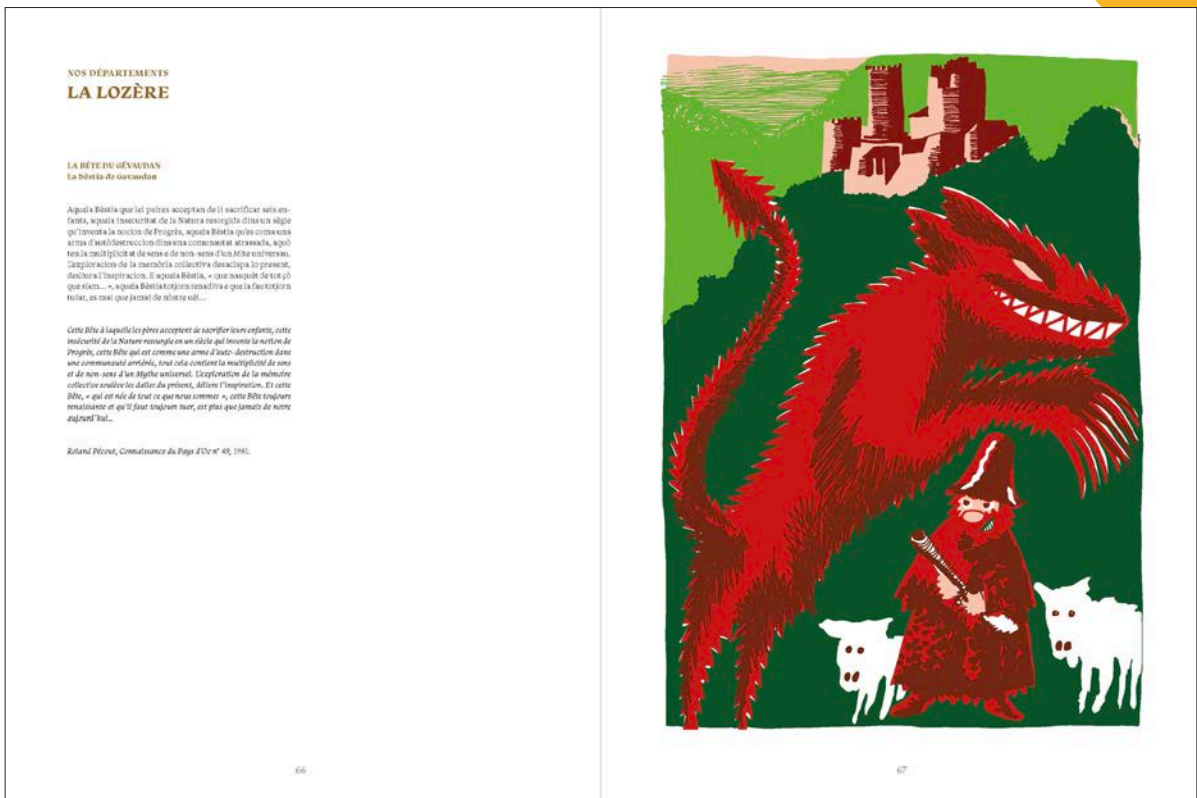 NOS DÉPARTEMENTS
LA LOZÈRE
LA BÊTE DU GÉVAUDAN
La bèstia de Gavaudan
Aquela Bèstia que lei paires acceptan de li sacrificar seis en-
fants, aquela insecuritat de la Natura resorgida dins un sègle
qu'inventa la nocion de Progrès, aquela Bèstia qu'es coma una
arma d'autòdestruccion dins una comunautat atrassada, aquò
ten la multiplicitat de sens e de non-sens d'un Mite universau.
L'exploracion de la memòria collectiva desaclapa lo present,
desliura l'inspiracion. E aquela Bèstia, « que nasquèt de tot çò
que siam... », aquela Bèstia totjorn renadiva e que la fau totjorn
tuiar, es mai que jamai de nòstre uèi...
Cette Bête à laquelle les pères acceptent de sacrifier leurs enfants, cette
insécurité de la Nature ressurgie en un siècle qui invente la notion de
Progrès, cette Bête qui est comme une arme d'auto-destruction dans
une communauté arriérée, tout cela contient la multiplicité de sens
et de non-sens d'un Mythe universel. L'exploration de la mémoire
collective soulève les dalles du présent, délivre l'inspiration. Et cette
Bête, « qui est née de tout ce que nous sommes », cette Bête toujours
renaissante et qu'il faut toujours tuer, est plus que jamais de notre
aujourd'hui...
Roland Pécout, Connaissance du Pays d'Oc n° 49, 1981.
66
67